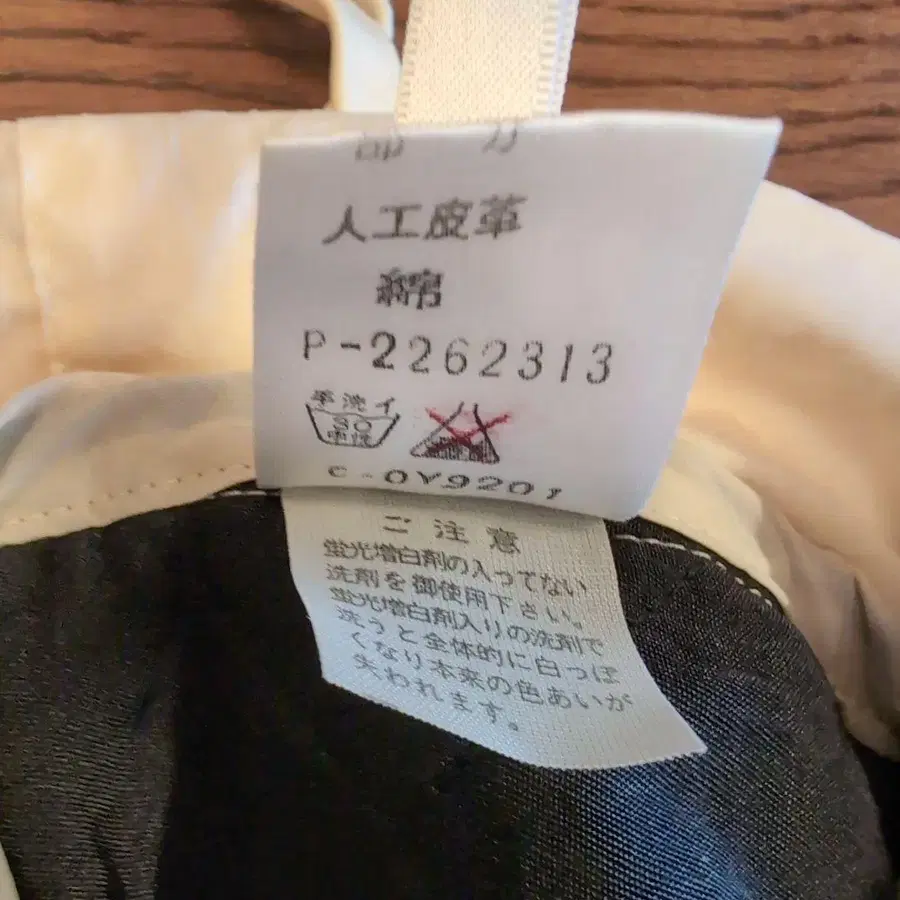 人工皮革
綿
P-2262313
手洗イ
30
中性
C-0Y9201
ご注意
蛍光増白剤の入ってない
洗剤を御使用下さい。
蛍光増白剤入りの洗剤で
洗うと全体的に白っぽ
くなり本来の色あいが
失われます。